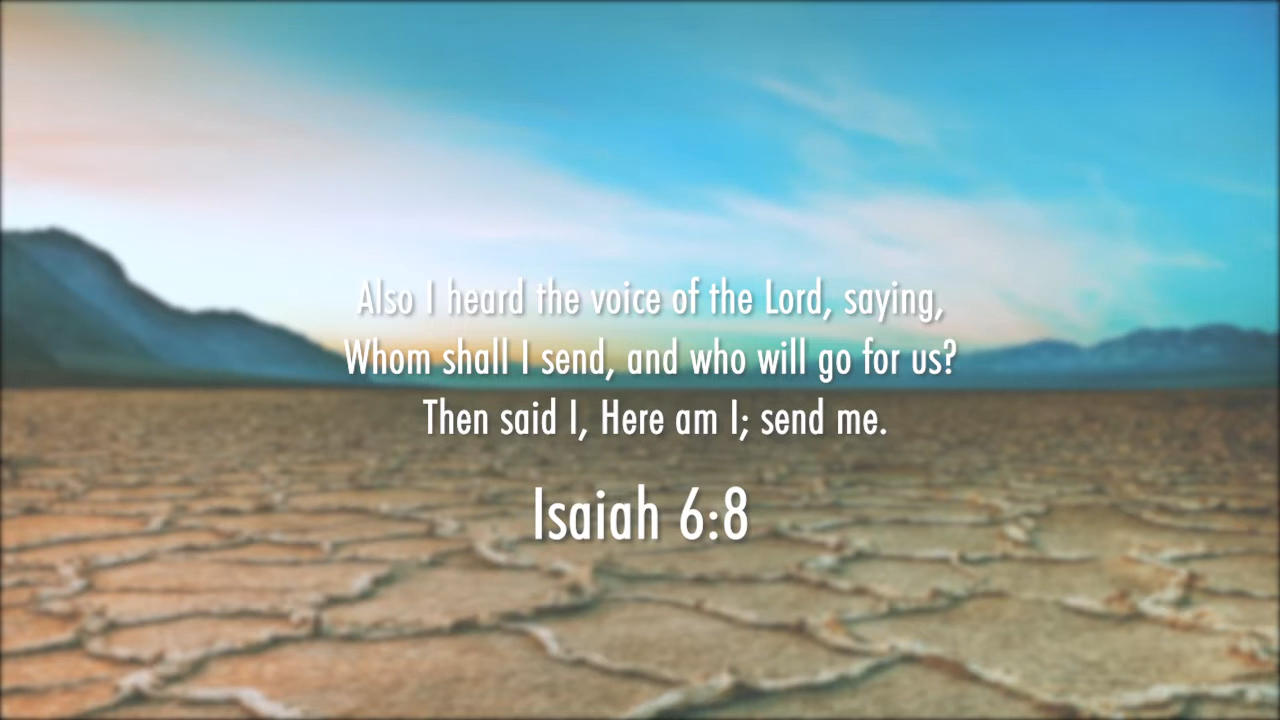 Also I heard the voice of the Lord, saying,
Whom shall I send, and who will go for us?
Then said I, Here am I; send me.
Isaiah 6:8